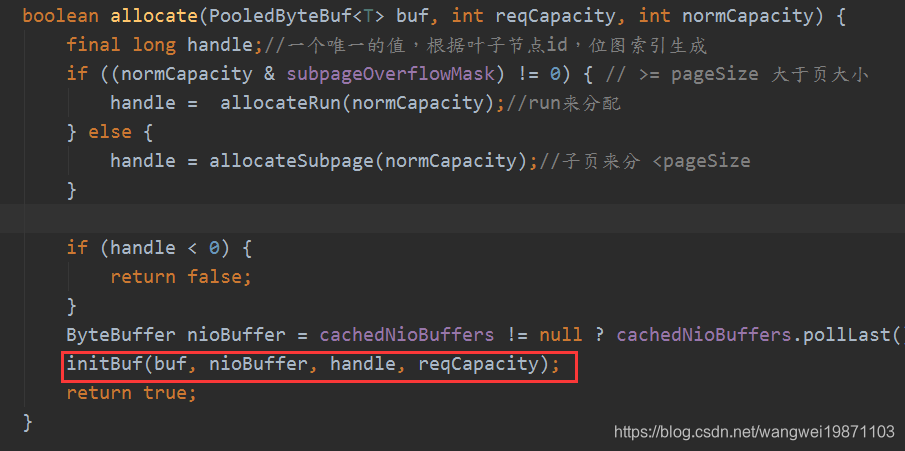 boolean allocate(PooledByteBuf<T> buf, int reqCapacity, int normCapacity) {
    final long handle;//一个唯一的值，根据叶子节点id，位图索引生成
    if ((normCapacity & subpageOverflowMask) != 0) { // >= pageSize 大于页大小
        handle =  allocateRun(normCapacity);//run来分配
    } else {
        handle = allocateSubpage(normCapacity);//子页来分 <pageSize
    }
    if (handle < 0) {
        return false;
    }
    ByteBuffer nioBuffer = cachedNioBuffers != null ? cachedNioBuffers.pollLast(
    initBuf(buf, nioBuffer, handle, reqCapacity);
    return true;
}
https://blog.csdn.net/wangwei19871103